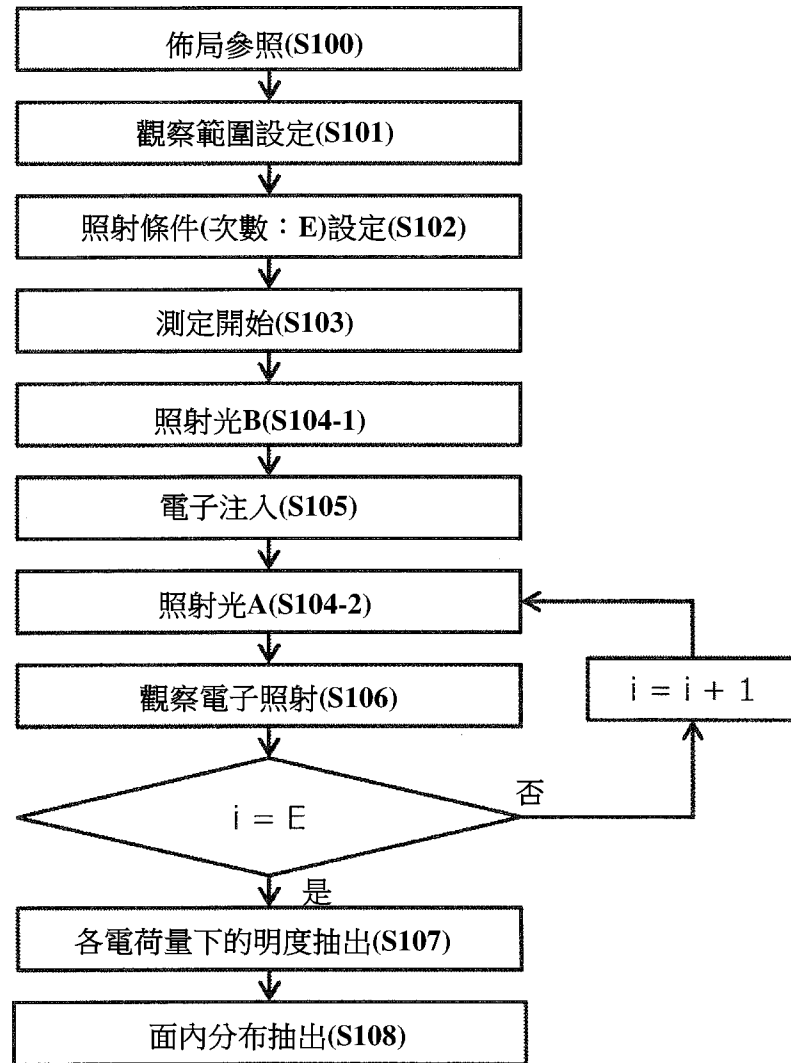 佈局參照(S100)
觀察範圍設定(S101)
照射條件(次數：E)設定(S102)
測定開始(S103)
照射光B(S104-1)
電子注入(S105)
照射光A(S104-2)
觀察電子照射(S106)
i = i + 1
i = E
否
是
各電荷量下的明度抽出(S107)
面內分布抽出(S108)